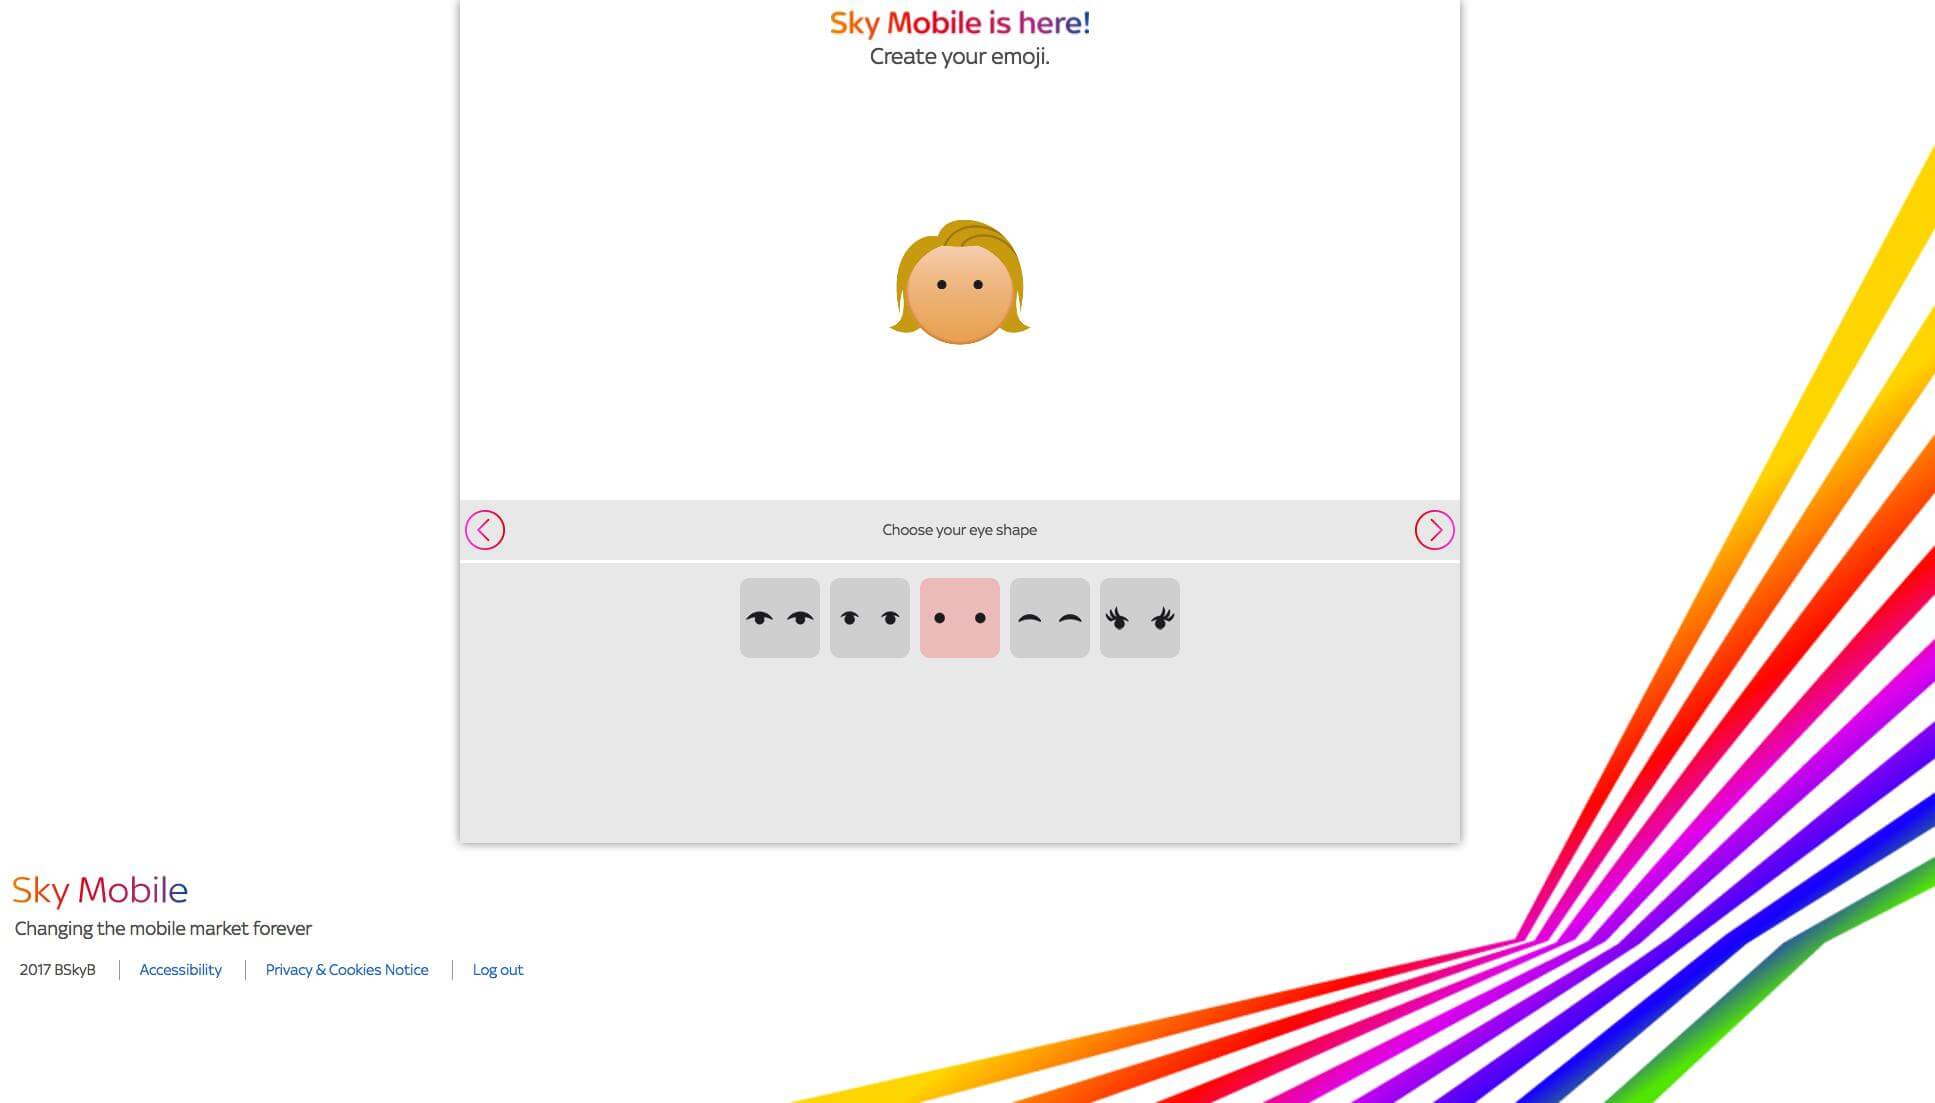 Sky Mobile is here!
Create your emoji.
Choose your eye shape
Sky Mobile
Changing the mobile market forever
2017 BSkyB Accessibility Privacy & Cookies Notice Log out